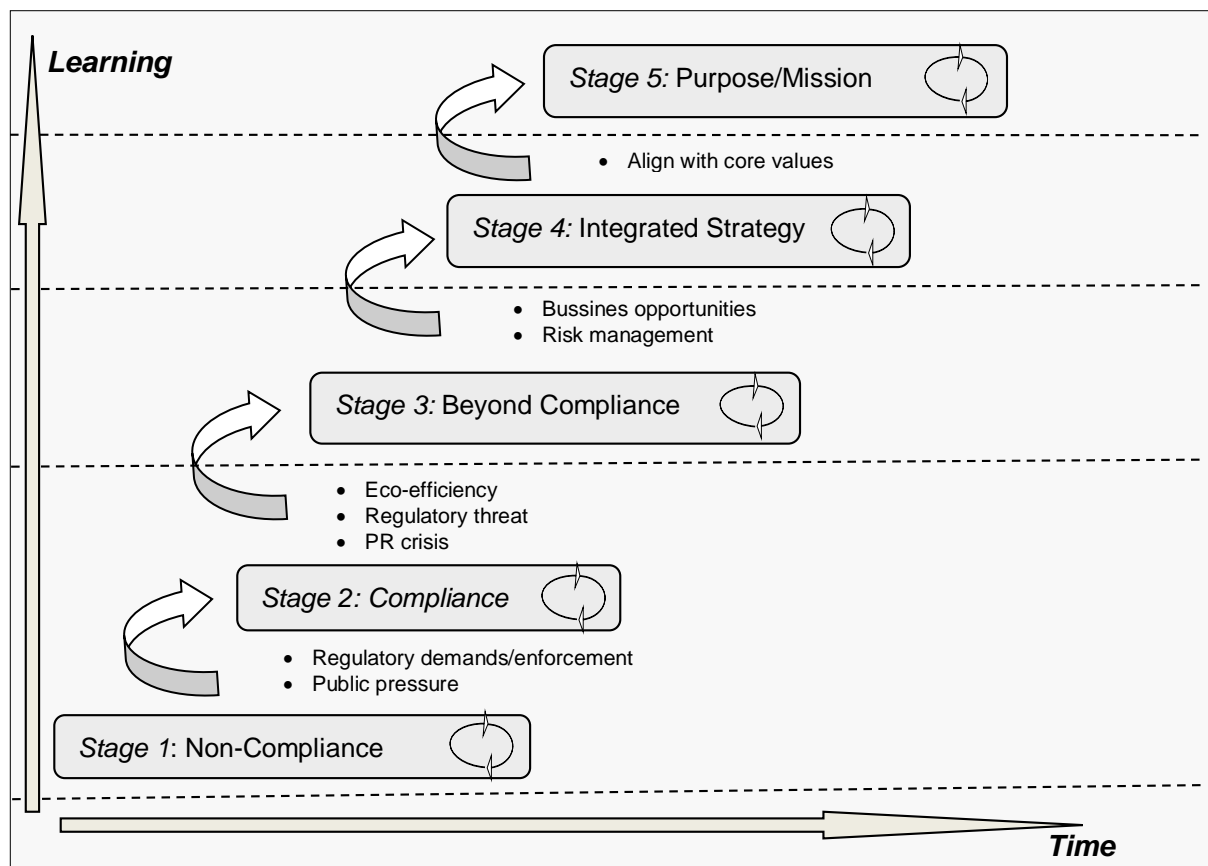 Learning
Stage 5: Purpose/Mission
• Align with core values
Stage 4: Integrated Strategy
• Bussines opportunities
• Risk management
Stage 3: Beyond Compliance
• Eco-efficiency
• Regulatory threat
• PR crisis
Stage 2: Compliance
• Regulatory demands/enforcement
• Public pressure
Stage 1: Non-Compliance
Time